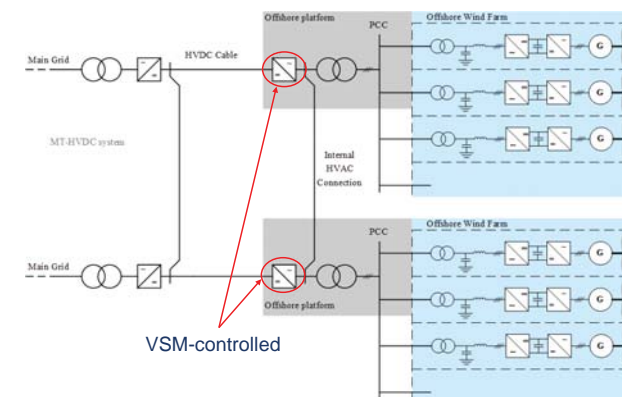 Offshore platform
PCC
Offshore Wind Farm
Main Grid
HVDC Cable
G
G
MT-HVDC system
Internal
HVAC
Connection
G
PCC
Offshore Wind Farm
Main Grid
G
Offshore platform
G
VSM-controlled
G